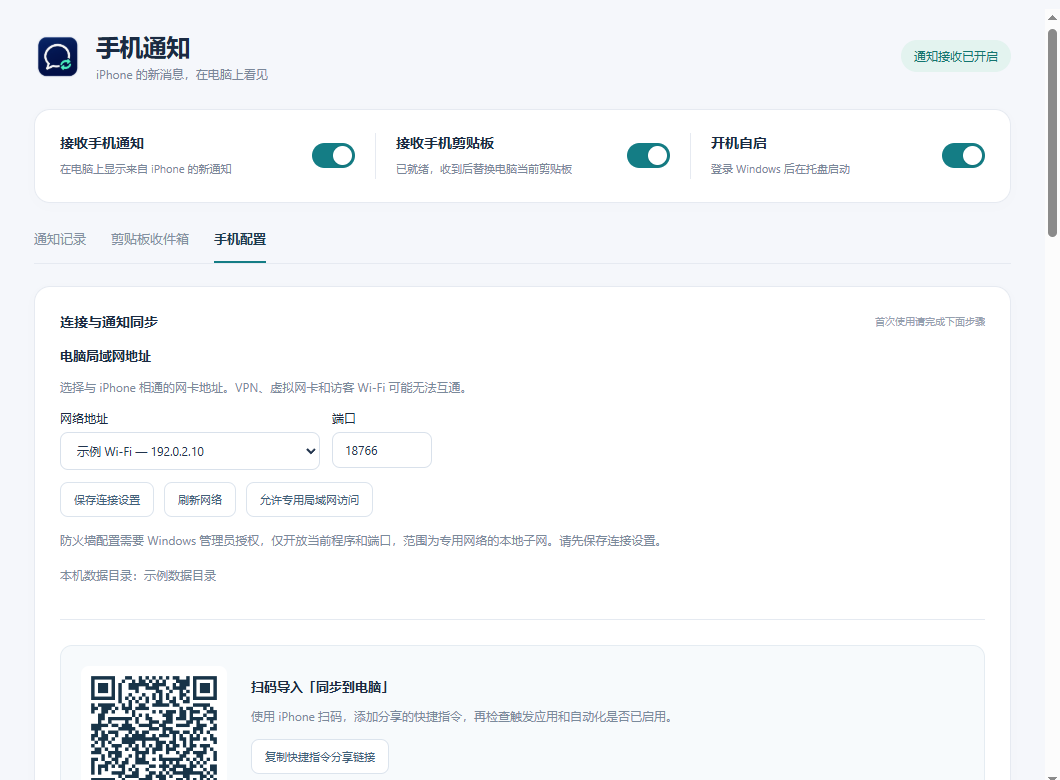 手机通知
iPhone 的新消息，在电脑上看见
通知接收已开启
接收手机通知
在电脑上显示来自 iPhone 的新通知
接收手机剪贴板
已就绪，收到后替换电脑当前剪贴板
开机自启
登录 Windows 后在托盘启动
通知记录 剪贴板收件箱 手机配置
连接与通知同步
首次使用请完成下面步骤
电脑局域网地址
选择与 iPhone 相通的网卡地址。VPN、虚拟网卡和访客 Wi-Fi 可能无法互通。
网络地址 端口
示例 Wi-Fi — 192.0.2.10 18766
保存连接设置 刷新网络 允许专用局域网访问
防火墙配置需要 Windows 管理员授权，仅开放当前程序和端口，范围为专用网络的本地子网。请先保存连接设置。
本机数据目录：示例数据目录
扫码导入「同步到电脑」
使用 iPhone 扫码，添加分享的快捷指令，再检查触发应用和自动化是否已启用。
复制快捷指令分享链接